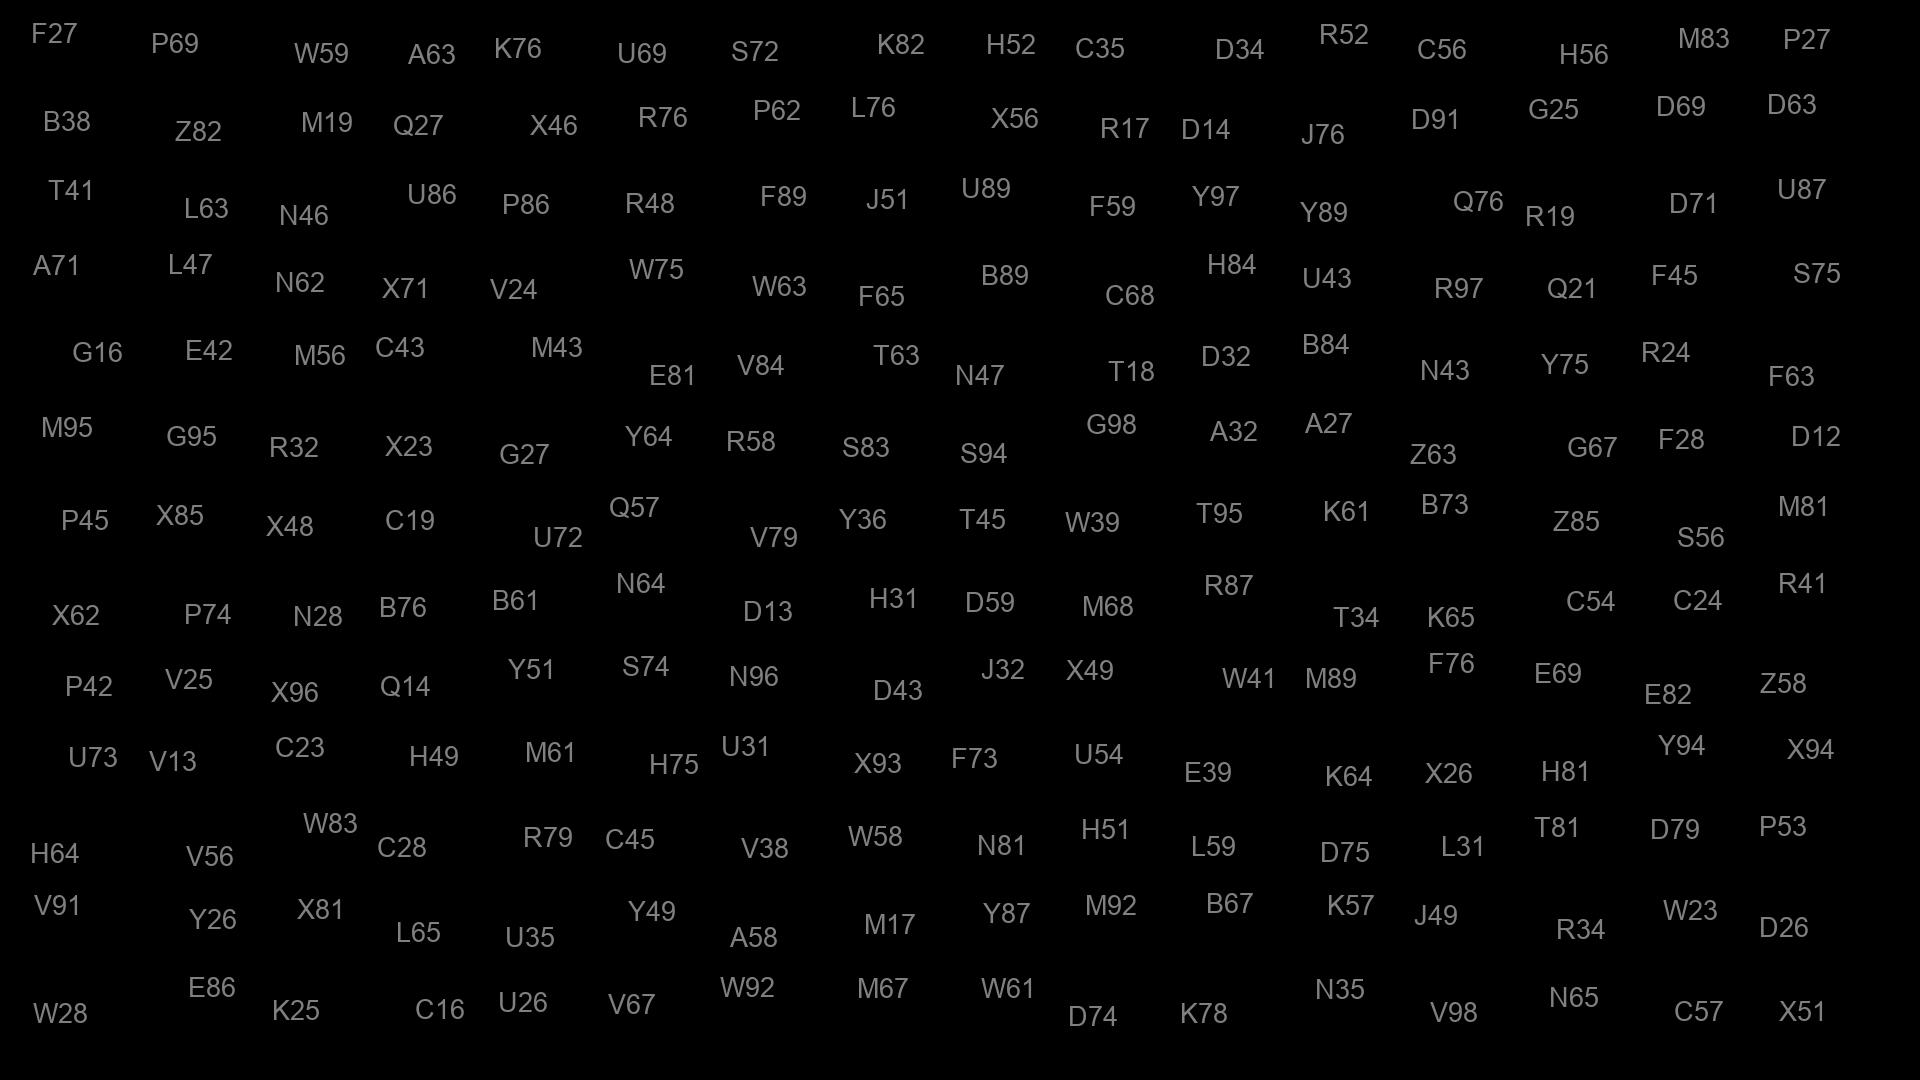 F27 P69 W59 A63 K76 U69 S72 K82 H52 C35 D34 R52 C56 H56 M83 P27
B38 Z82 M19 Q27 X46 R76 P62 L76 X56 R17 D14 J76 D91 G25 D69 D63
T41 L63 N46 U86 P86 R48 F89 J51 U89 F59 Y97 Y89 Q76 R19 D71 U87
A71 L47 N62 X71 V24 W75 W63 F65 B89 C68 H84 U43 R97 Q21 F45 S75
G16 E42 M56 C43 M43 E81 V84 T63 N47 T18 D32 B84 N43 Y75 R24 F63
M95 G95 R32 X23 G27 Y64 R58 S83 S94 G98 A32 A27 Z63 G67 F28 D12
P45 X85 X48 C19 U72 Q57 V79 Y36 T45 W39 T95 K61 B73 Z85 S56 M81
X62 P74 N28 B76 B61 N64 D13 H31 D59 M68 R87 T34 K65 C54 C24 R41
P42 V25 X96 Q14 Y51 S74 N96 D43 J32 X49 W41 M89 F76 E69 E82 Z58
U73 V13 C23 H49 M61 H75 U31 X93 F73 U54 E39 K64 X26 H81 Y94 X94
H64 V56 W83 C28 R79 C45 V38 W58 N81 H51 L59 D75 L31 T81 D79 P53
V91 Y26 X81 L65 U35 Y49 A58 M17 Y87 M92 B67 K57 J49 R34 W23 D26
W28 E86 K25 C16 U26 V67 W92 M67 W61 D74 K78 N35 V98 N65 C57 X51